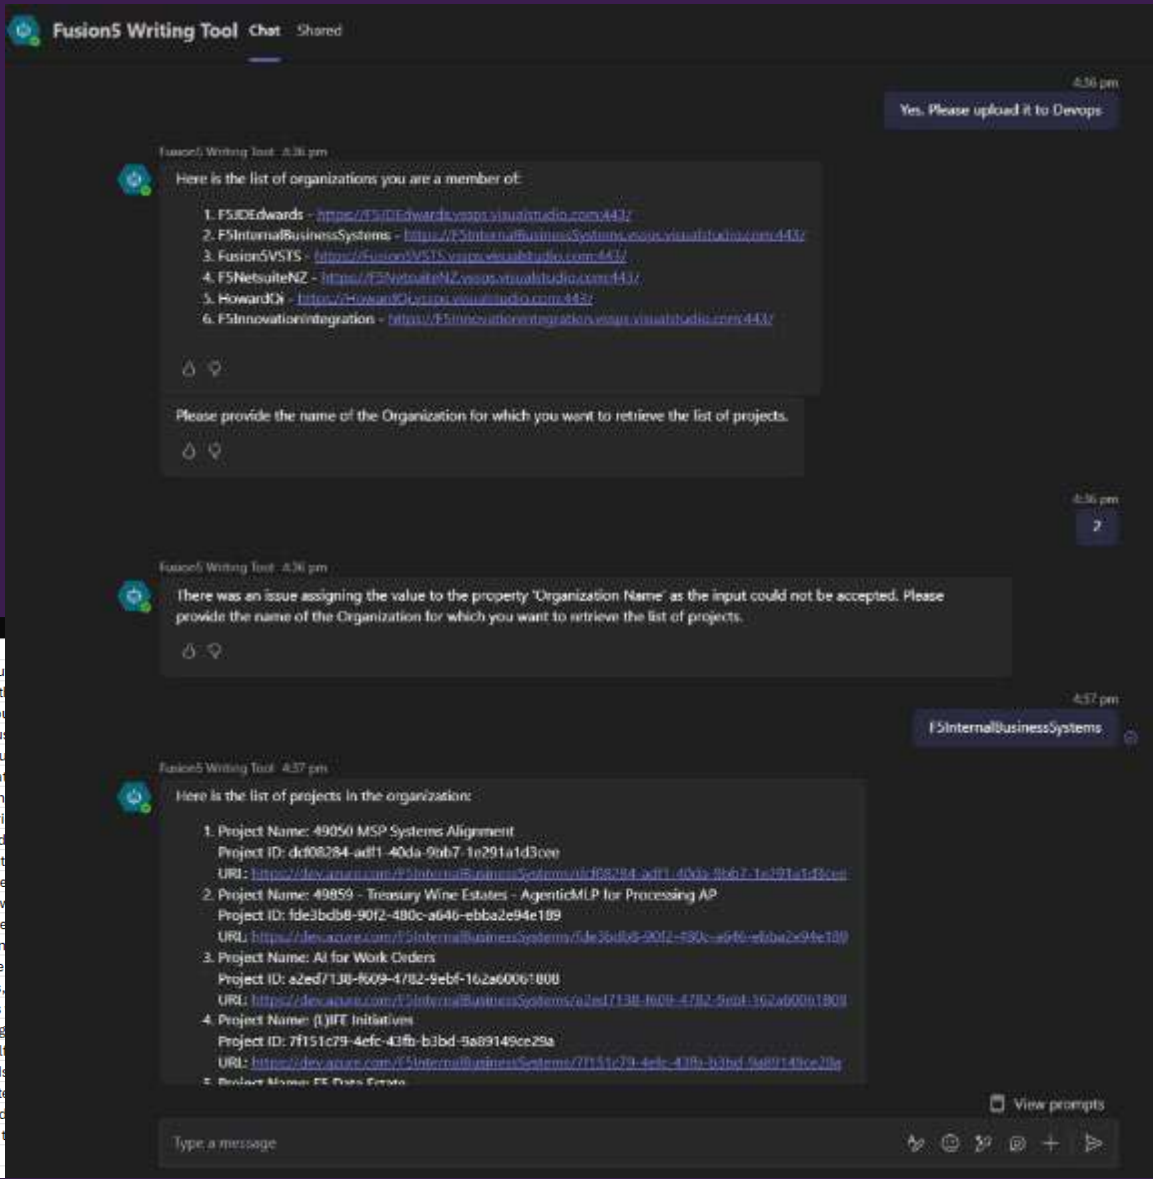 Fusion5 Writing Tool Chat Shared
4:36 pm
Yes. Please upload it to Devops
Fusion5 Writing Tool 4:36 pm
Here is the list of organizations you are a member of:
1. F5JDEdwards - https://F5JDEdwards.vssps.visualstudio.com:443/
2. F5InternalBusinessSystems - https://F5InternalBusinessSystems.vssps.visualstudio.com:443/
3. Fusion5VSTS - https://Fusion5VSTS.vssps.visualstudio.com:443/
4. F5NetsuiteNZ - https://F5NetsuiteNZ.vssps.visualstudio.com:443/
5. HowardQi - https://HowardQi.vssps.visualstudio.com:443/
6. F5InnovationIntegration - https://F5InnovationIntegration.vssps.visualstudio.com:443/
Please provide the name of the Organization for which you want to retrieve the list of projects.
4:36 pm
2
Fusion5 Writing Tool 4:36 pm
There was an issue assigning the value to the property 'Organization Name' as the input could not be accepted. Please
provide the name of the Organization for which you want to retrieve the list of projects.
4:37 pm
F5InternalBusinessSystems
Fusion5 Writing Tool 4:37 pm
Here is the list of projects in the organization:
1. Project Name: 49050 MSP Systems Alignment
Project ID: dcf08284-adf1-40da-9bb7-1e291a1d3cee
URL: https://dev.azure.com/F5InternalBusinessSystems/dcf08284-adf1-40da-9bb7-1e291a1d3cee
2. Project Name: 49859 - Treasury Wine Estates - AgenticMLP for Processing AP
Project ID: fde3bdb8-90f2-480c-a646-ebba2e94e189
URL: https://dev.azure.com/F5InternalBusinessSystems/fde3bdb8-90f2-480c-a646-ebba2e94e189
3. Project Name: AI for Work Orders
Project ID: a2ed7138-f609-4782-9ebf-162a60061808
URL: https://dev.azure.com/F5InternalBusinessSystems/a2ed7138-f609-4782-9ebf-162a60061808
4. Project Name: (L)IFE Initiatives
Project ID: 7f151c79-4efc-43fb-b3bd-9a89149ce29a
URL: https://dev.azure.com/F5InternalBusinessSystems/7f151c79-4efc-43fb-b3bd-9a89149ce29a
5. Project Name: F5 Data Estate
View prompts
Type a message